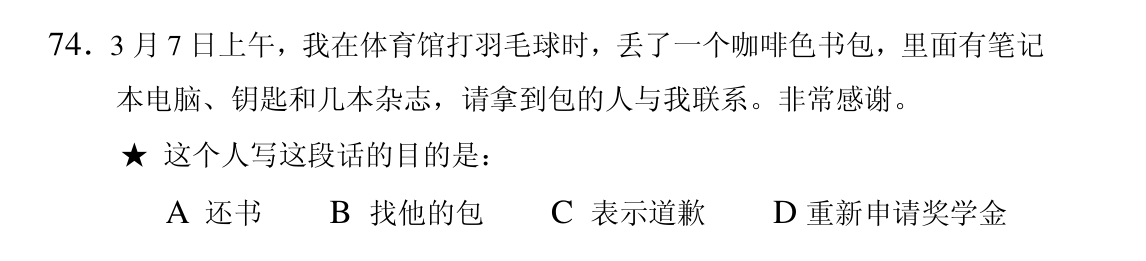 74. 3 月 7 日上午，我在体育馆打羽毛球时，丢了一个咖啡色书包，里面有笔记
本电脑、钥匙和几本杂志，请拿到包的人与我联系。非常感谢。
★ 这个人写这段话的目的是：
A 还书 B 找他的包 C 表示道歉 D 重新申请奖学金